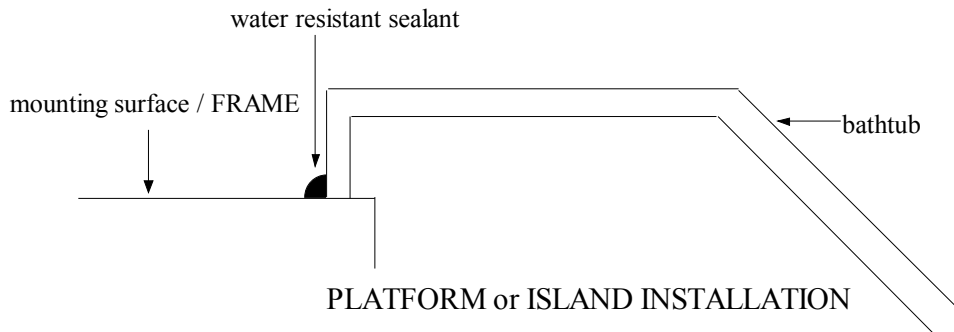 water resistant sealant
mounting surface / FRAME
bathtub
PLATFORM or ISLAND INSTALLATION